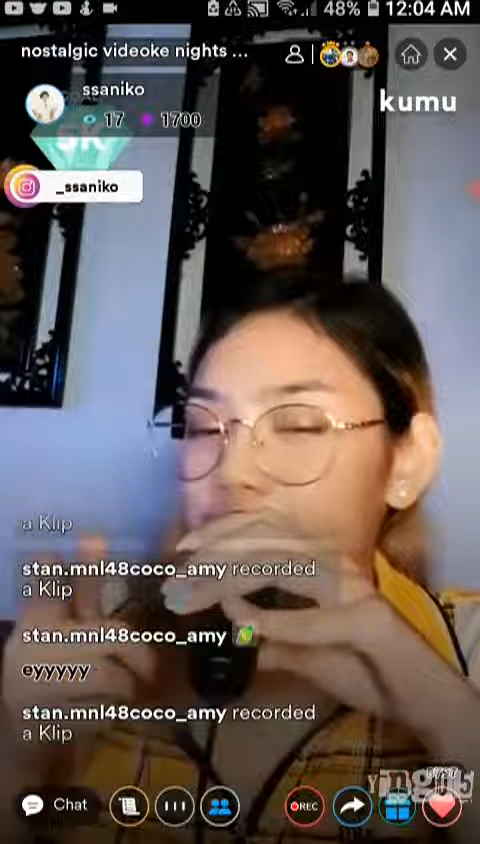 48% 12:04 AM
nostalgic videoke nights ...
ssaniko
17 1700
kumu
5K
_ssaniko
a Klip
stan.mnl48coco_amy recorded
a Klip
stan.mnl48coco_amy
eyyyyy
stan.mnl48coco_amy recorded
a Klip
Chat
REC